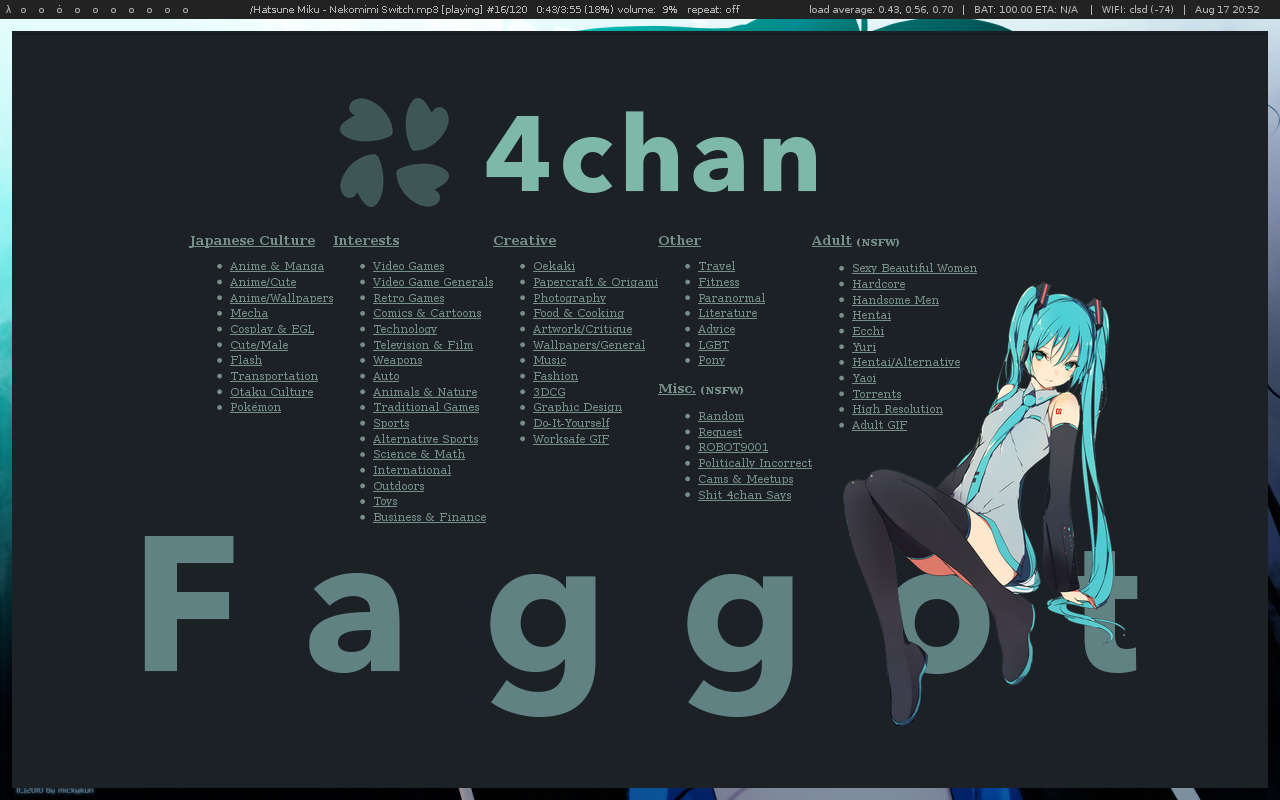 λ /Hatsune Miku - Nekomimi Switch.mp3 [playing] #16/120 0:43/3:55 (18%) volume: 9% repeat: off load average: 0.43, 0.56, 0.70 | BAT: 100.00 ETA: N/A | WIFI: clsd (-74) | Aug 17 20:52
4chan
Japanese Culture
Anime & Manga
Anime/Cute
Anime/Wallpapers
Mecha
Cosplay & EGL
Cute/Male
Flash
Transportation
Otaku Culture
Pokémon
Interests
Video Games
Video Game Generals
Retro Games
Comics & Cartoons
Technology
Television & Film
Weapons
Auto
Animals & Nature
Traditional Games
Sports
Alternative Sports
Science & Math
International
Outdoors
Toys
Business & Finance
Creative
Oekaki
Papercraft & Origami
Photography
Food & Cooking
Artwork/Critique
Wallpapers/General
Music
Fashion
3DCG
Graphic Design
Do-It-Yourself
Worksafe GIF
Other
Travel
Fitness
Paranormal
Literature
Advice
LGBT
Pony
Misc. (NSFW)
Random
Request
ROBOT9001
Politically Incorrect
Cams & Meetups
Shit 4chan Says
Adult (NSFW)
Sexy Beautiful Women
Hardcore
Handsome Men
Hentai
Ecchi
Yuri
Hentai/Alternative
Yaoi
Torrents
High Resolution
Adult GIF
Faggot
(C)2010 by mickykun